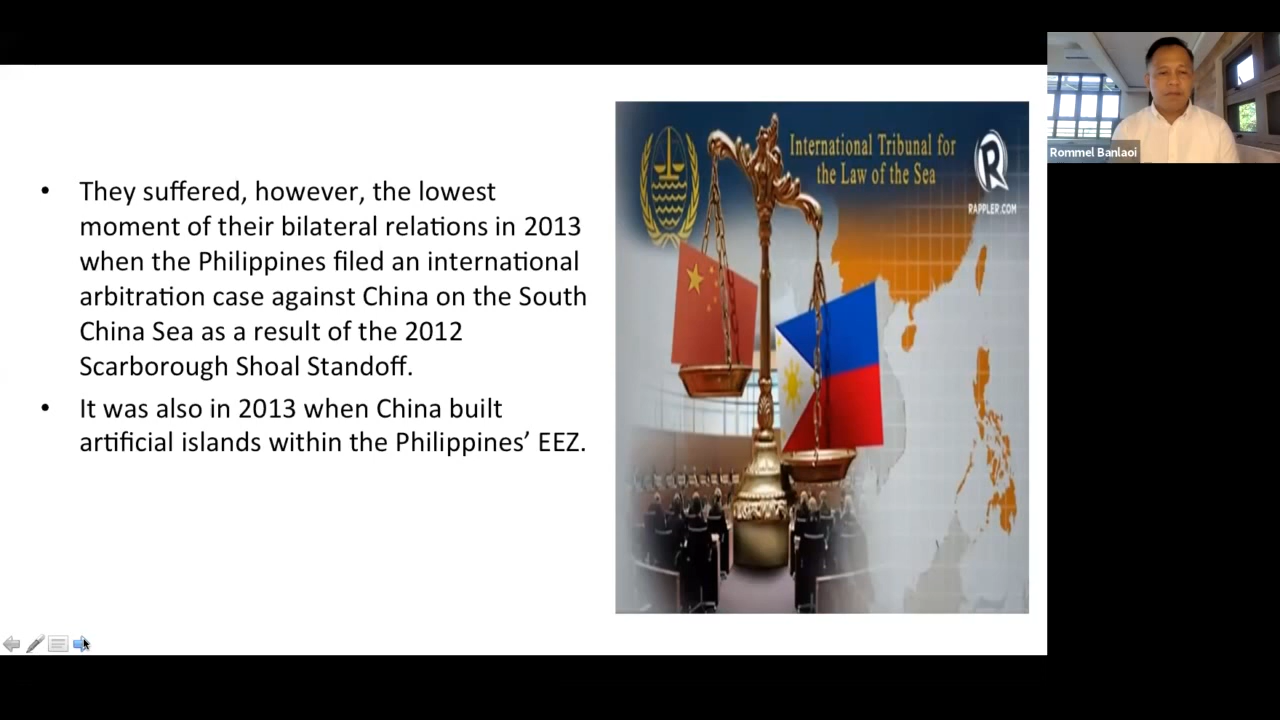 • They suffered, however, the lowest
moment of their bilateral relations in 2013
when the Philippines filed an international
arbitration case against China on the South
China Sea as a result of the 2012
Scarborough Shoal Standoff.
• It was also in 2013 when China built
artificial islands within the Philippines’ EEZ.
International Tribunal for
the Law of the Sea
R
RAPPLER.COM
Rommel Banlaoi